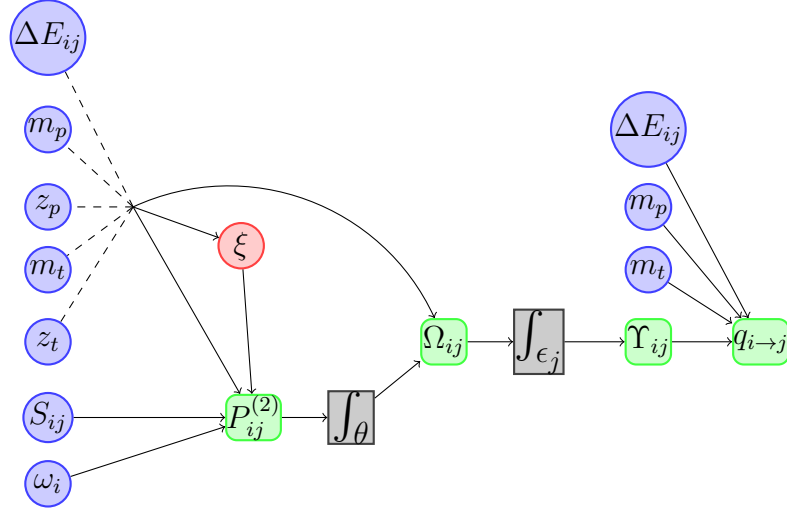 ΔE_{ij}
m_p
z_p
m_t
z_t
S_{ij}
ω_i
ξ
P_{ij}^{(2)}
∫_θ
Ω_{ij}
∫_{ϵ_j}
Υ_{ij}
q_{i→j}
ΔE_{ij}
m_p
m_t